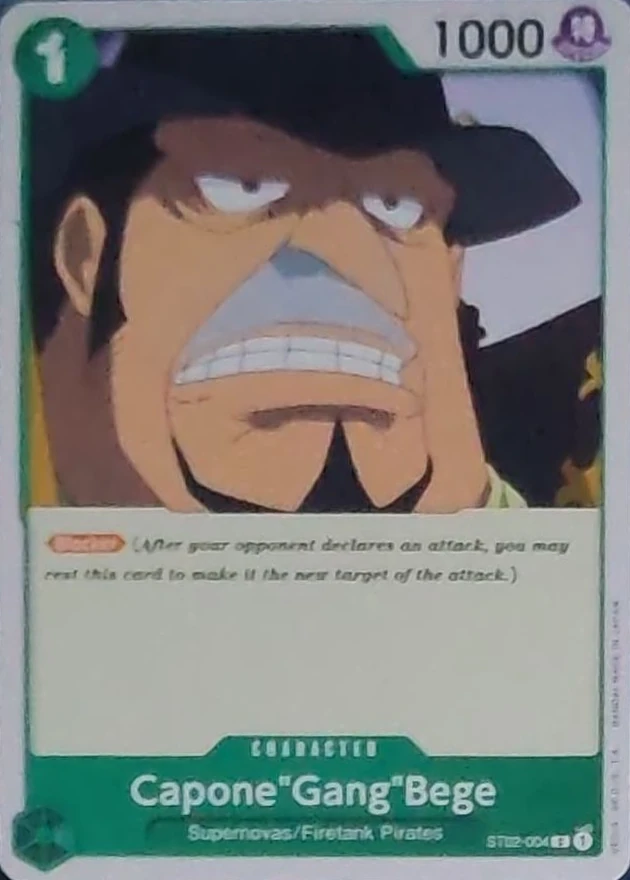 1
1000
Blocker (After your opponent declares an attack, you may
rest this card to make it the new target of the attack.)
CHARACTER
Capone"Gang"Bege
Supernovas/Firetank Pirates
ST02-004 1